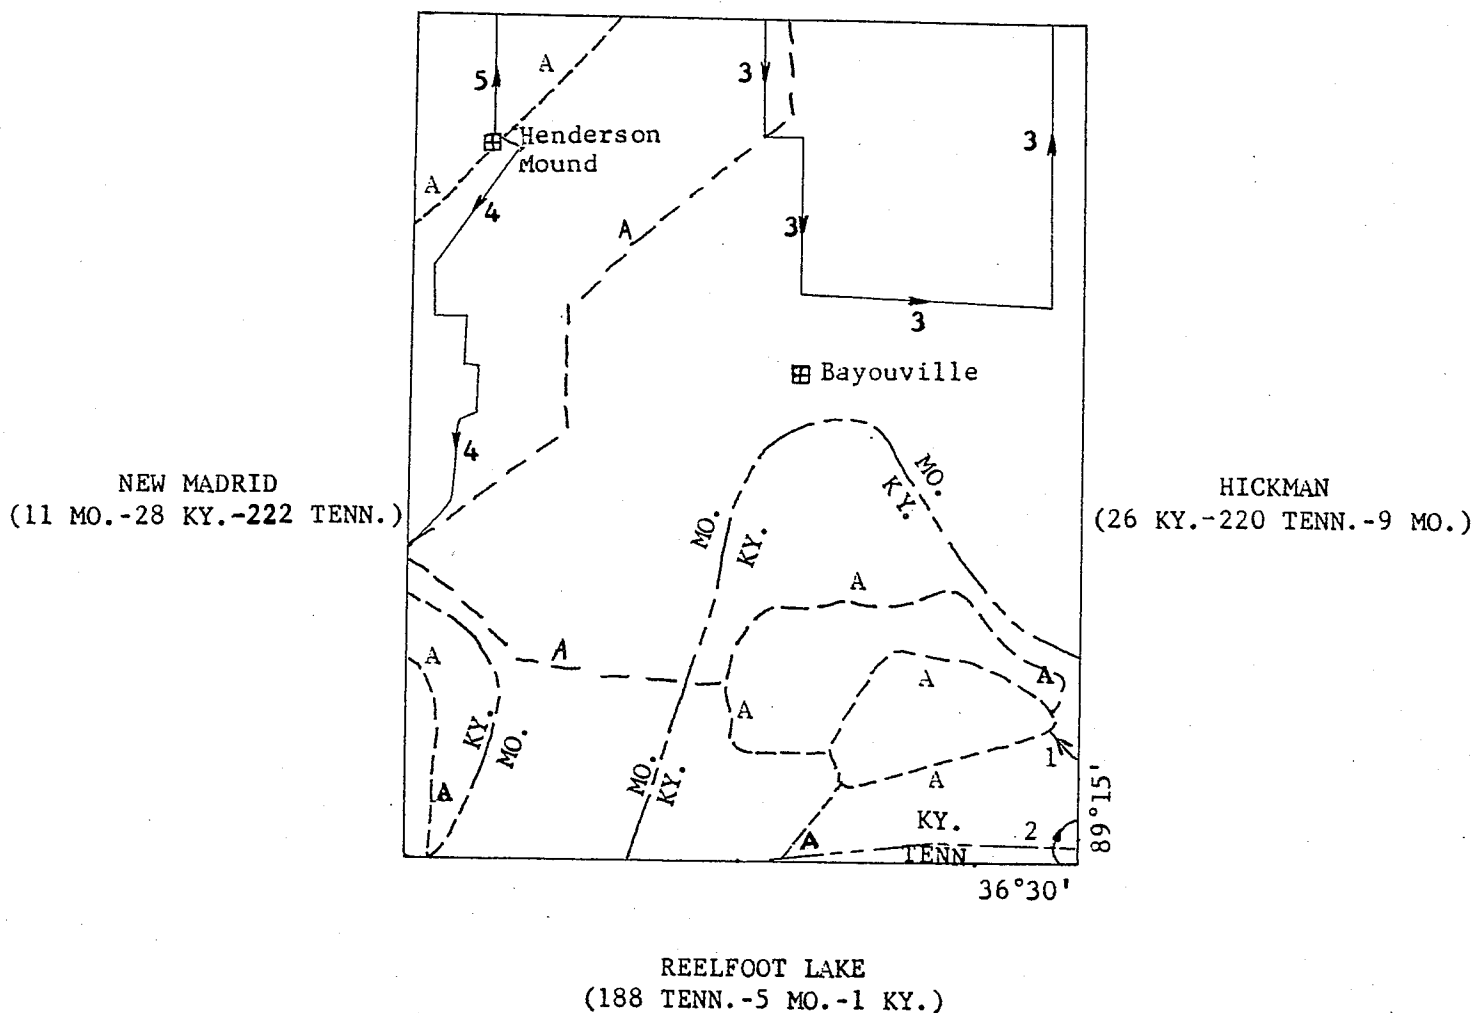 A
5
3
Henderson
Mound
3
A
4
A
3
3
Bayouville
4
NEW MADRID
(11 MO.-28 KY.-222 TENN.)
MO.
KY.
HICKMAN
(26 KY.-220 TENN.-9 MO.)
MO.
KY.
A
A
A
A
A
A
KY.
MO.
MO.
KY.
1
A
A
89°15'
KY.
2
A
TENN.
36°30'
REELFOOT LAKE
(188 TENN.-5 MO.-1 KY.)